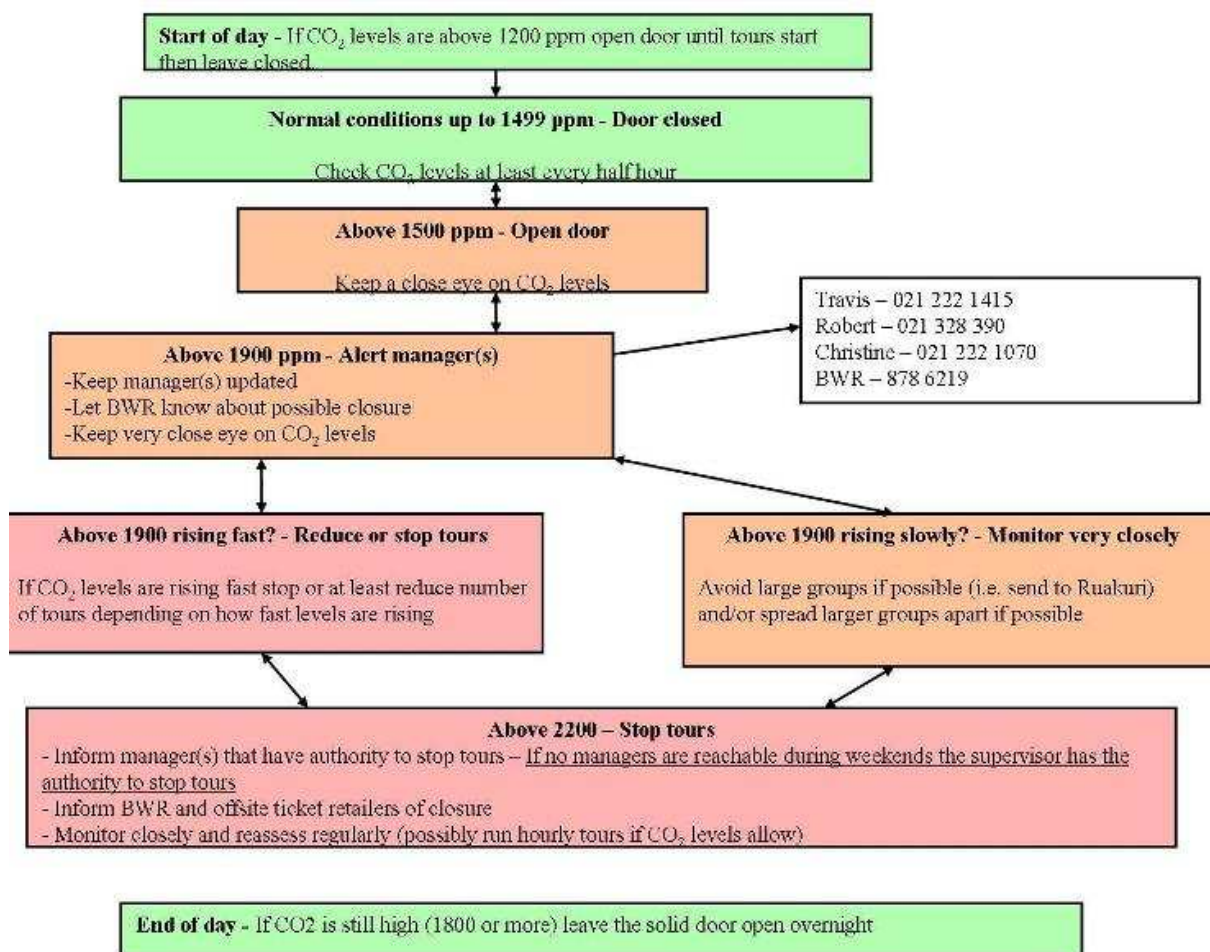 Start of day - If CO₂ levels are above 1200 ppm open door until tours start
then leave closed.
Normal conditions up to 1499 ppm - Door closed
Check CO₂ levels at least every half hour
Above 1500 ppm - Open door
Keep a close eye on CO₂ levels
Travis – 021 222 1415
Robert – 021 328 390
Christine – 021 222 1070
BWR – 878 6219
Above 1900 ppm - Alert manager(s)
-Keep manager(s) updated
-Let BWR know about possible closure
-Keep very close eye on CO₂ levels
Above 1900 rising fast? - Reduce or stop tours
If CO₂ levels are rising fast stop or at least reduce number
of tours depending on how fast levels are rising
Above 1900 rising slowly? - Monitor very closely
Avoid large groups if possible (i.e. send to Ruakuri)
and/or spread larger groups apart if possible
Above 2200 – Stop tours
- Inform manager(s) that have authority to stop tours – If no managers are reachable during weekends the supervisor has the
authority to stop tours
- Inform BWR and offsite ticket retailers of closure
- Monitor closely and reassess regularly (possibly run hourly tours if CO₂ levels allow)
End of day - If CO2 is still high (1800 or more) leave the solid door open overnight